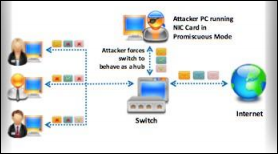 Attacker PC running
NIC Card in
Promiscuous Mode
Attacker forces
switch to
behave as a hub
Switch
Internet